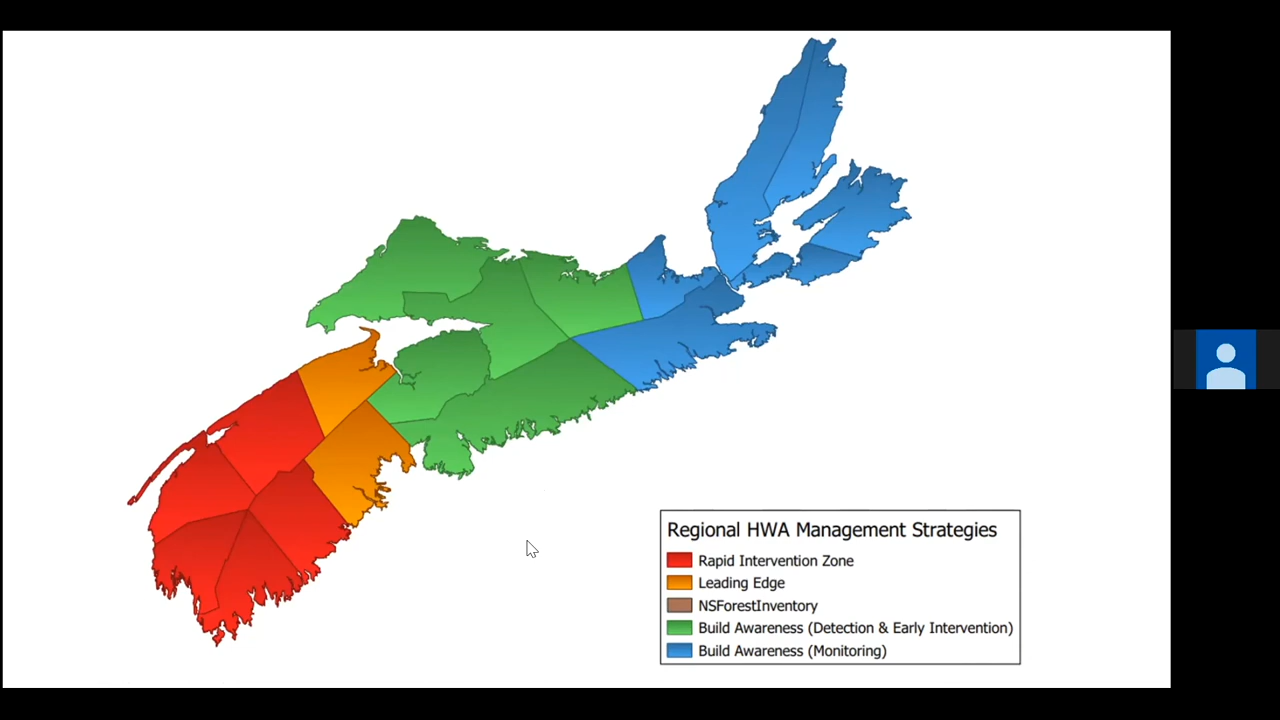 Regional HWA Management Strategies
Rapid Intervention Zone
Leading Edge
NSForestInventory
Build Awareness (Detection & Early Intervention)
Build Awareness (Monitoring)